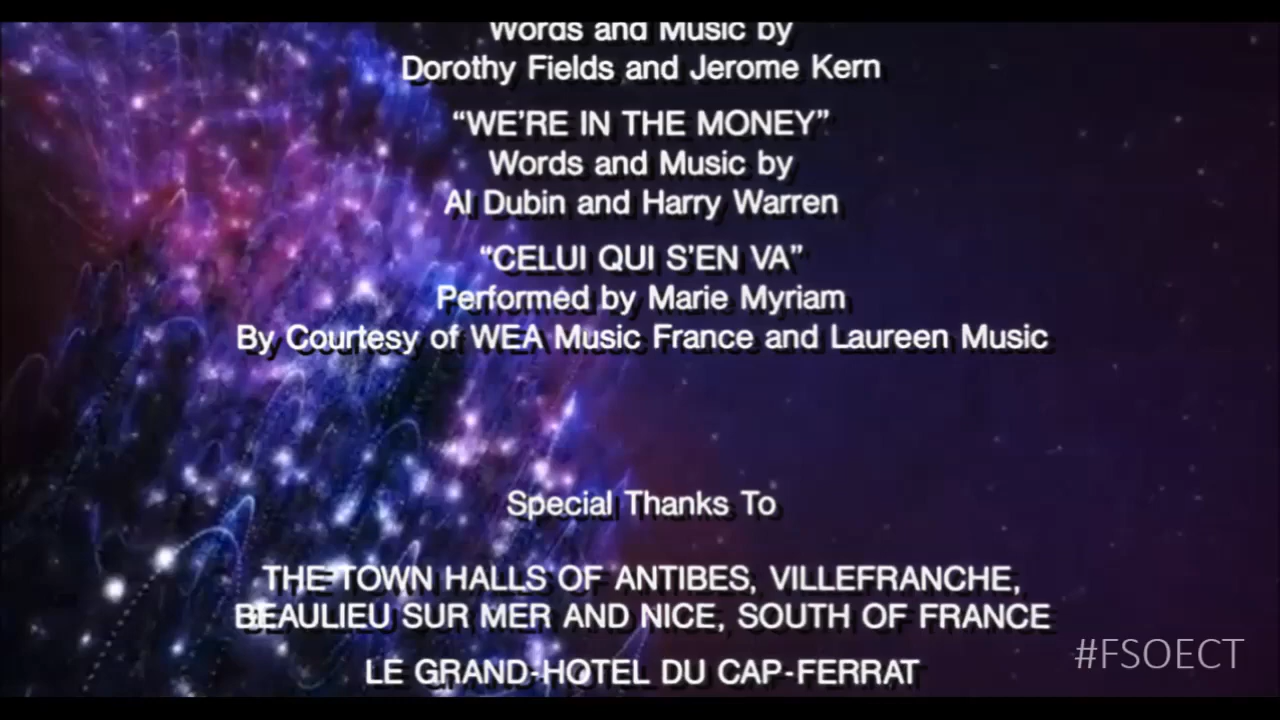 Words and Music by
Dorothy Fields and Jerome Kern
“WE’RE IN THE MONEY”
Words and Music by
Al Dubin and Harry Warren
“CELUI QUI S’EN VA”
Performed by Marie Myriam
By Courtesy of WEA Music France and Laureen Music
Special Thanks To
THE TOWN HALLS OF ANTIBES, VILLEFRANCHE,
BEAULIEU SUR MER AND NICE, SOUTH OF FRANCE
#FSOECT
LE GRAND-HOTEL DU CAP-FERRAT